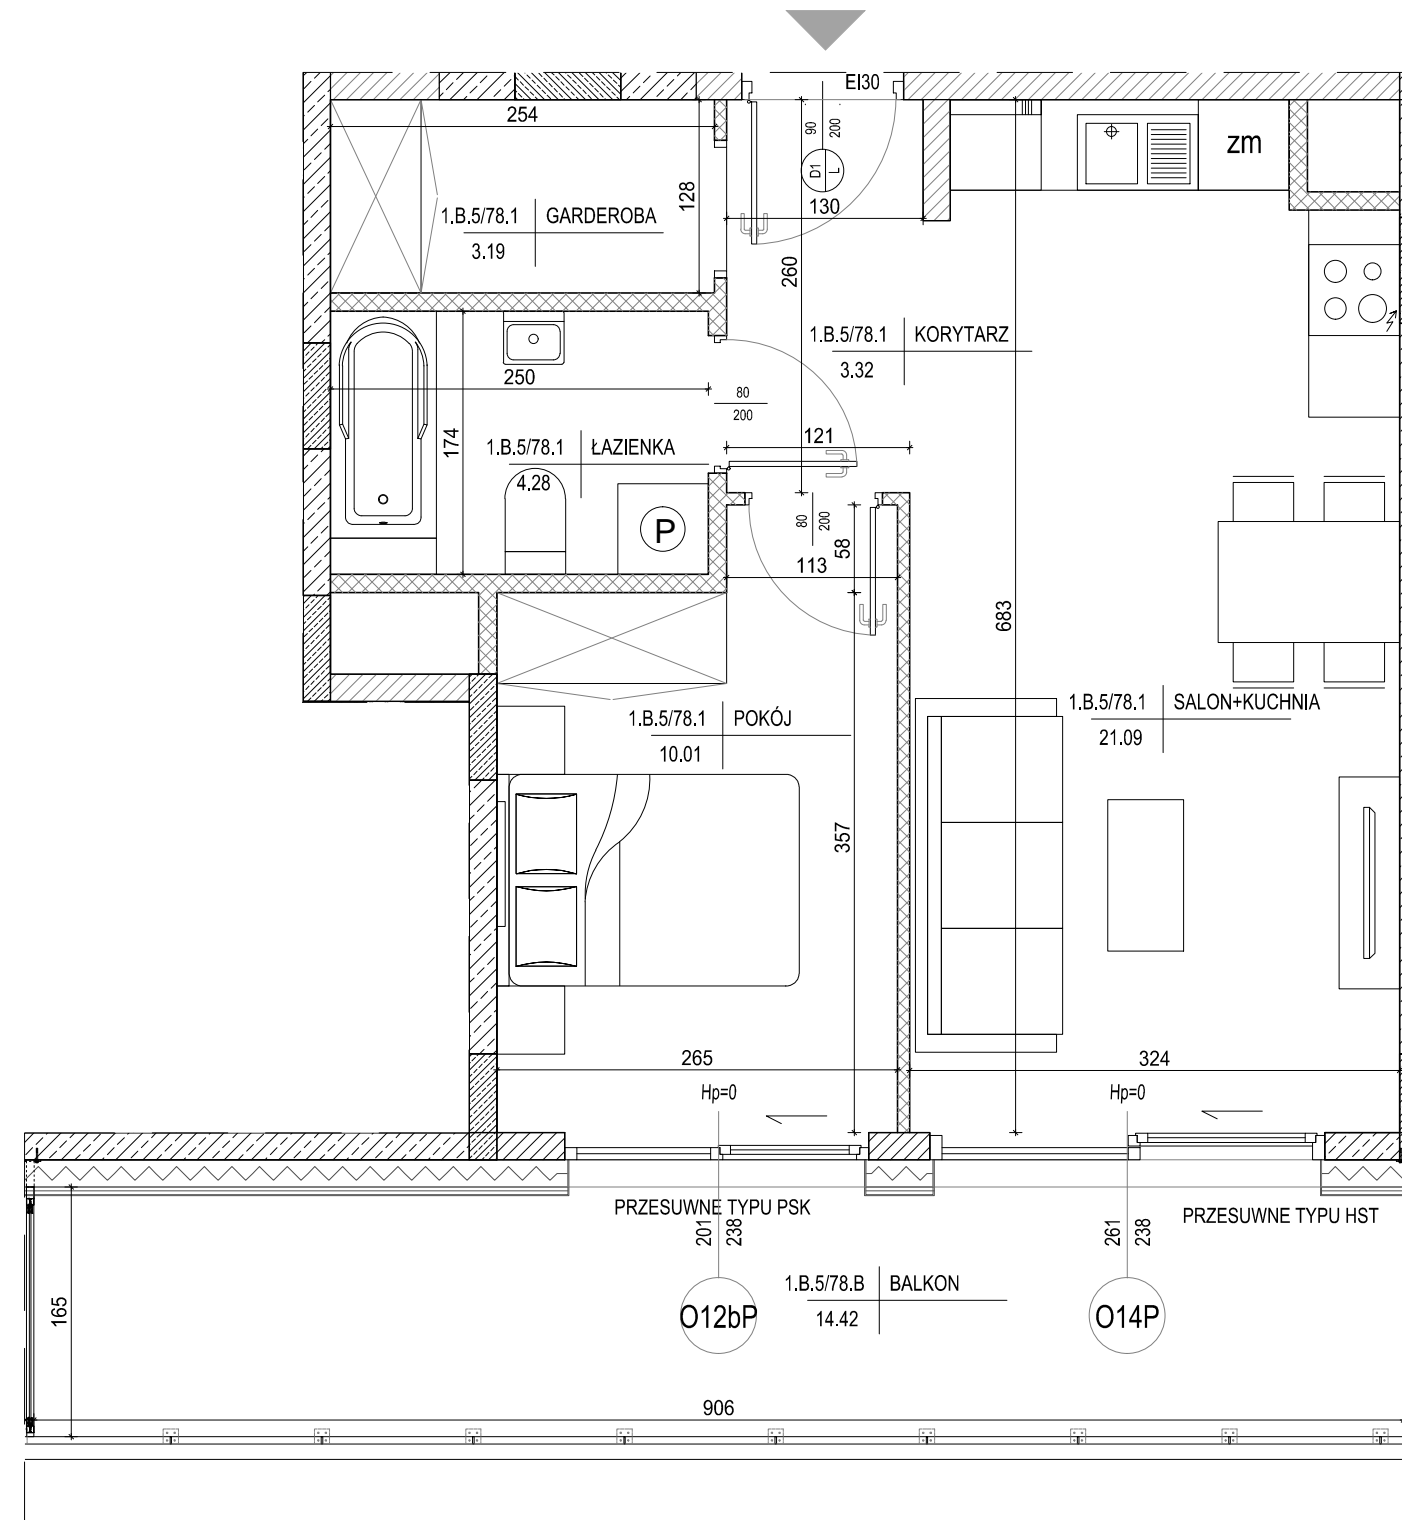 EI30
90
200
D1
L
254
zm
128
130
1.B.5/78.1 GARDEROBA
3.19
260
1.B.5/78.1 KORYTARZ
3.32
250
80
200
174
121
1.B.5/78.1 ŁAZIENKA
4.28
P
80
200
58
113
683
1.B.5/78.1 POKÓJ
10.01
1.B.5/78.1 SALON+KUCHNIA
21.09
357
265
324
Hp=0
Hp=0
PRZESUWNE TYPU PSK
PRZESUWNE TYPU HST
201
238
261
238
1.B.5/78.B BALKON
14.42
165
O12bP
O14P
906